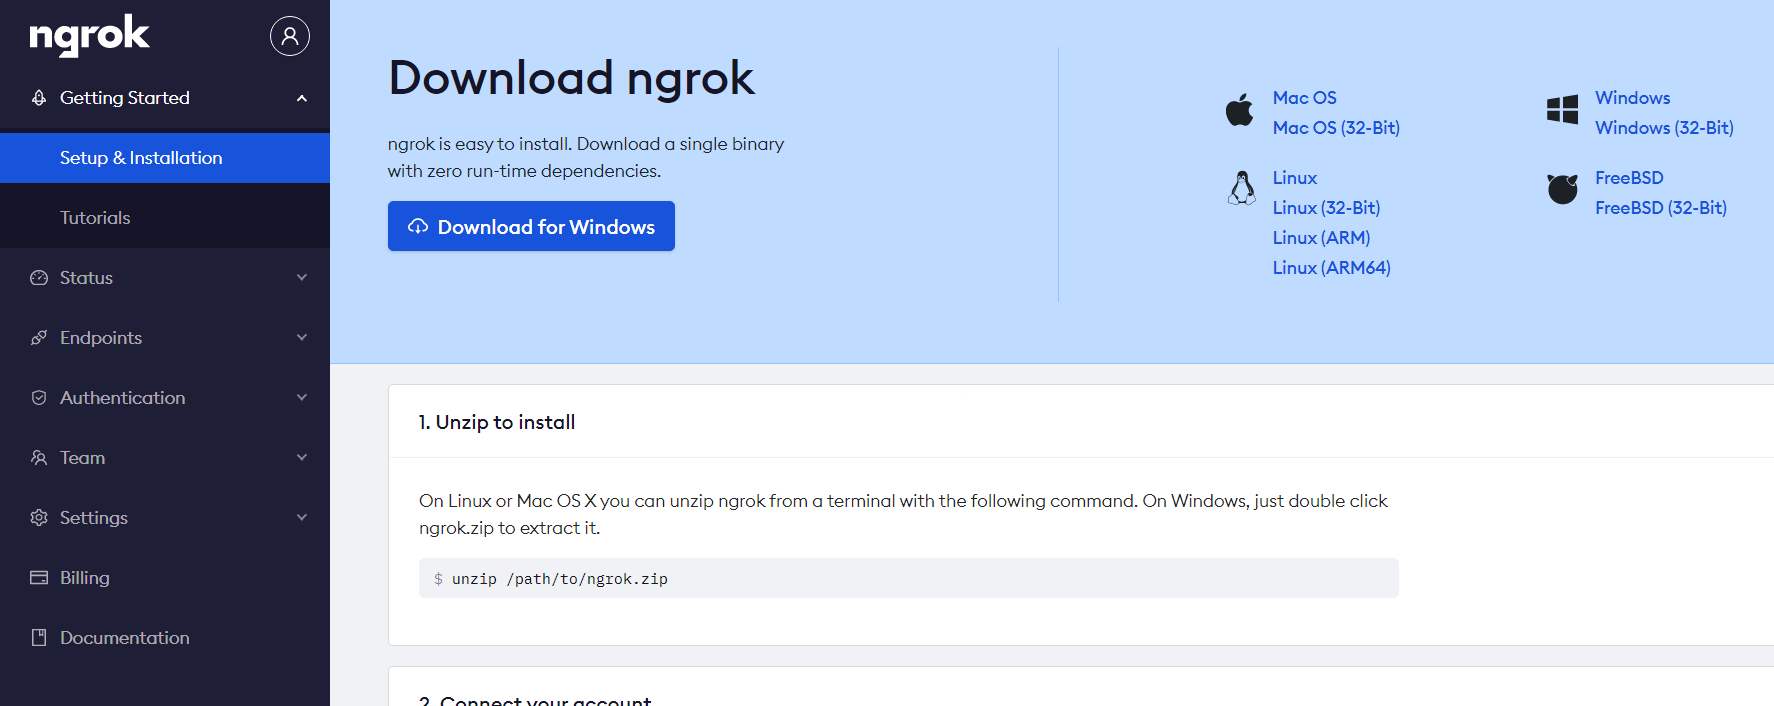 ngrok
Getting Started
Setup & Installation
Tutorials
Status
Endpoints
Authentication
Team
Settings
Billing
Documentation
Download ngrok
ngrok is easy to install. Download a single binary
with zero run-time dependencies.
Download for Windows
Mac OS
Mac OS (32-Bit)
Linux
Linux (32-Bit)
Linux (ARM)
Linux (ARM64)
Windows
Windows (32-Bit)
FreeBSD
FreeBSD (32-Bit)
1. Unzip to install
On Linux or Mac OS X you can unzip ngrok from a terminal with the following command. On Windows, just double click
ngrok.zip to extract it.
$ unzip /path/to/ngrok.zip
2. Connect your account